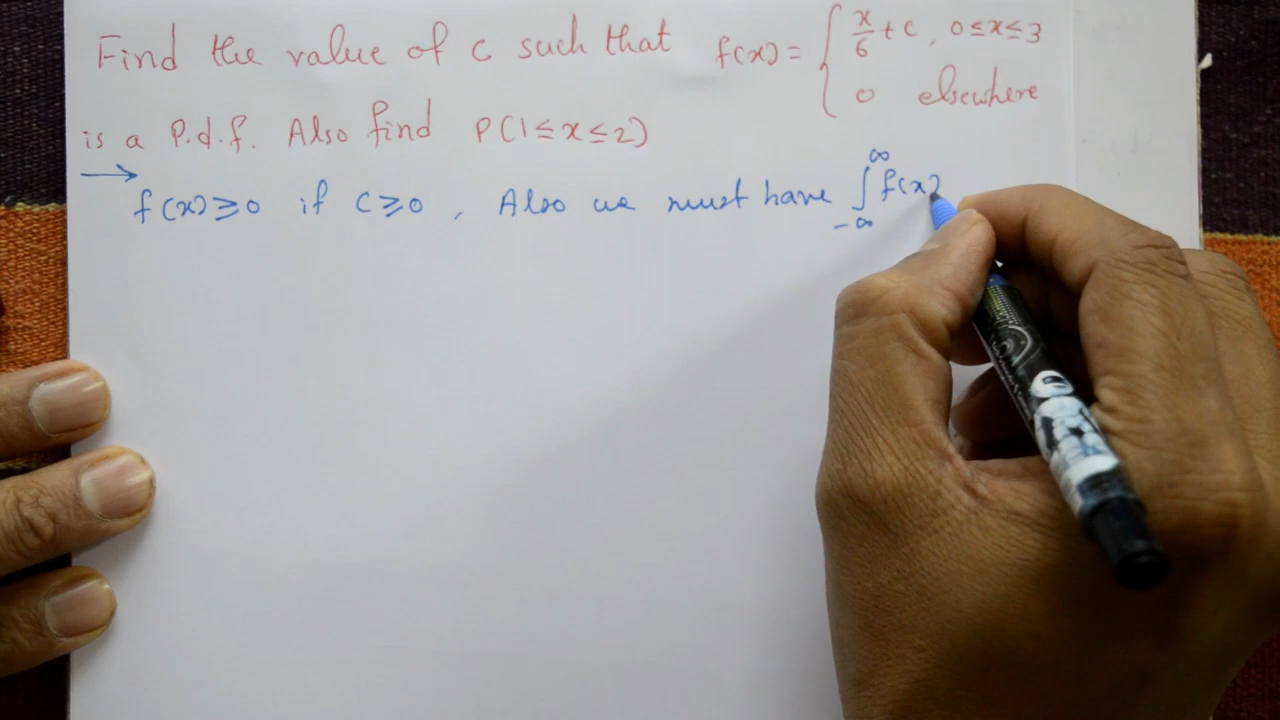 Find the value of c such that f(x) = { x/6 + c, 0≤x≤3
0 elsewhere
is a P.d.f. Also find P(1≤x≤2)
→ f(x)≥0 if c≥0, Also we must have ∫_{-∞}^{∞} f(x)